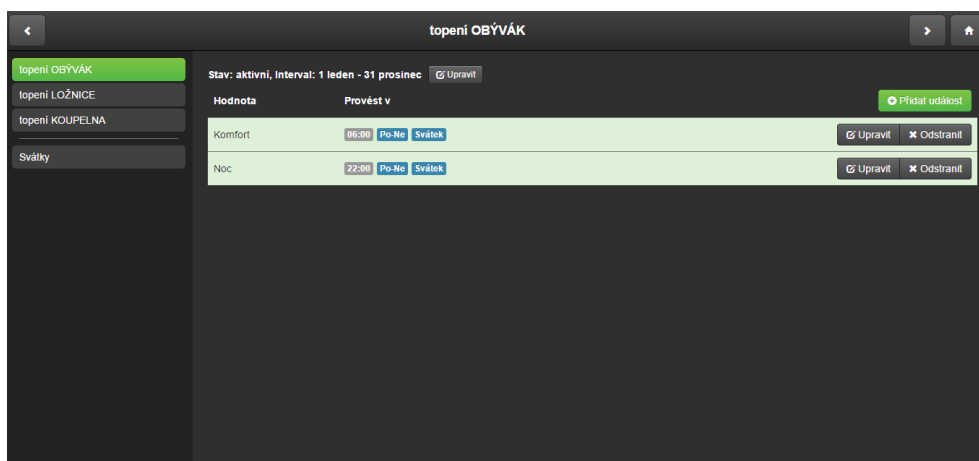 topení OBÝVÁK
topení OBÝVÁK
topení LOŽNICE
topení KOUPELNA
Svátky
Stav: aktivní, Interval: 1 leden - 31 prosinec Upravit
Hodnota Provést v Přidat událost
Komfort 06:00 Po-Ne Svátek Upravit Odstranit
Noc 22:00 Po-Ne Svátek Upravit Odstranit